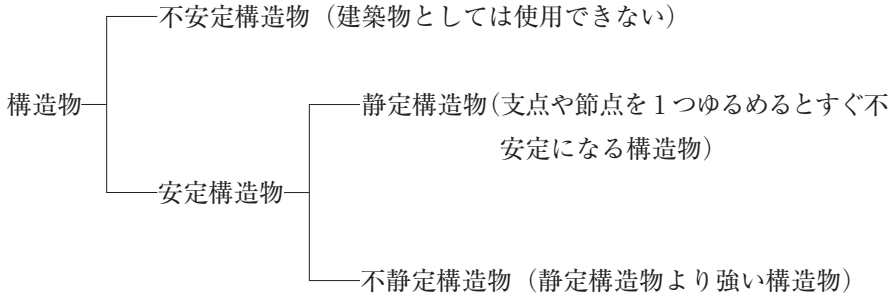 不安定構造物（建築物としては使用できない）
構造物
静定構造物（支点や節点を１つゆるめるとすぐ不
安定になる構造物）
安定構造物
不静定構造物（静定構造物より強い構造物）